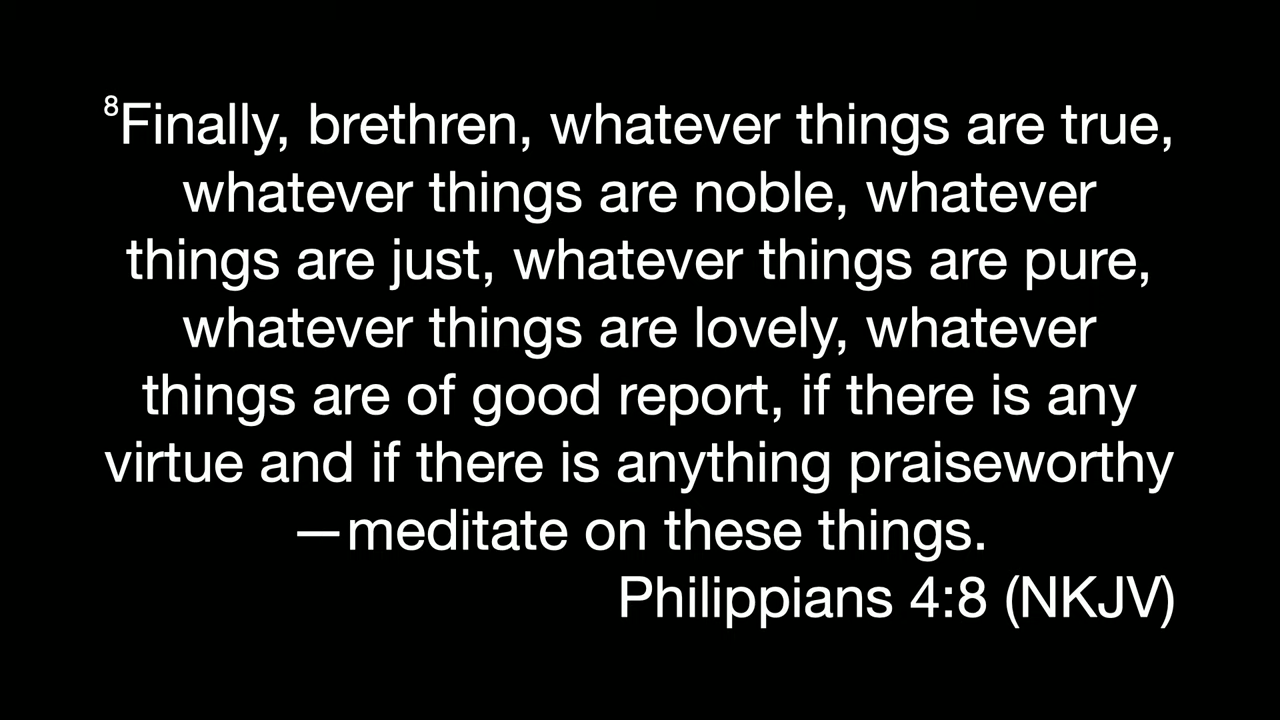 ⁸Finally, brethren, whatever things are true,
whatever things are noble, whatever
things are just, whatever things are pure,
whatever things are lovely, whatever
things are of good report, if there is any
virtue and if there is anything praiseworthy
—meditate on these things.
Philippians 4:8 (NKJV)